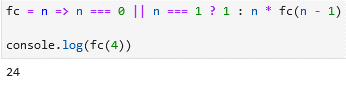 fc = n => n === 0 || n === 1 ? 1 : n * fc(n - 1)
console.log(fc(4))
24